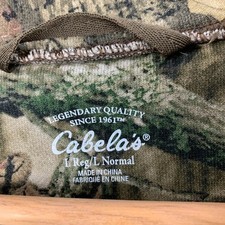 LEGENDARY QUALITY
SINCE 1961™
Cabela's®
L Reg/L Normal
MADE IN CHINA
FABRIQUÉ EN CHINE